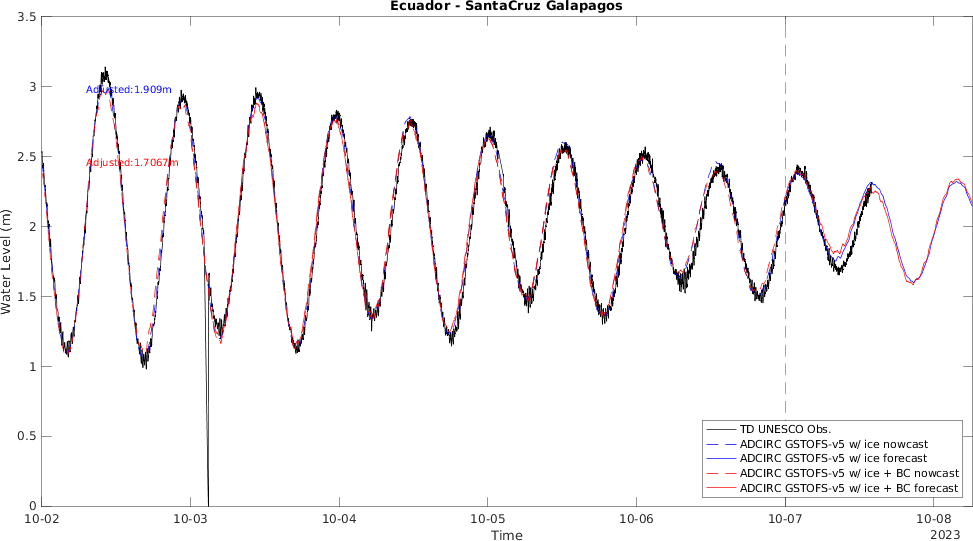 Ecuador - SantaCruz Galapagos
3.5
3
2.5
2
1.5
1
0.5
0
Water Level (m)
Adjusted:1.909m
Adjusted:1.7067m
TD UNESCO Obs.
ADCIRC GSTOFS-v5 w/ ice nowcast
ADCIRC GSTOFS-v5 w/ ice forecast
ADCIRC GSTOFS-v5 w/ ice + BC nowcast
ADCIRC GSTOFS-v5 w/ ice + BC forecast
10-02 10-03 10-04 10-05 10-06 10-07 10-08
Time
2023